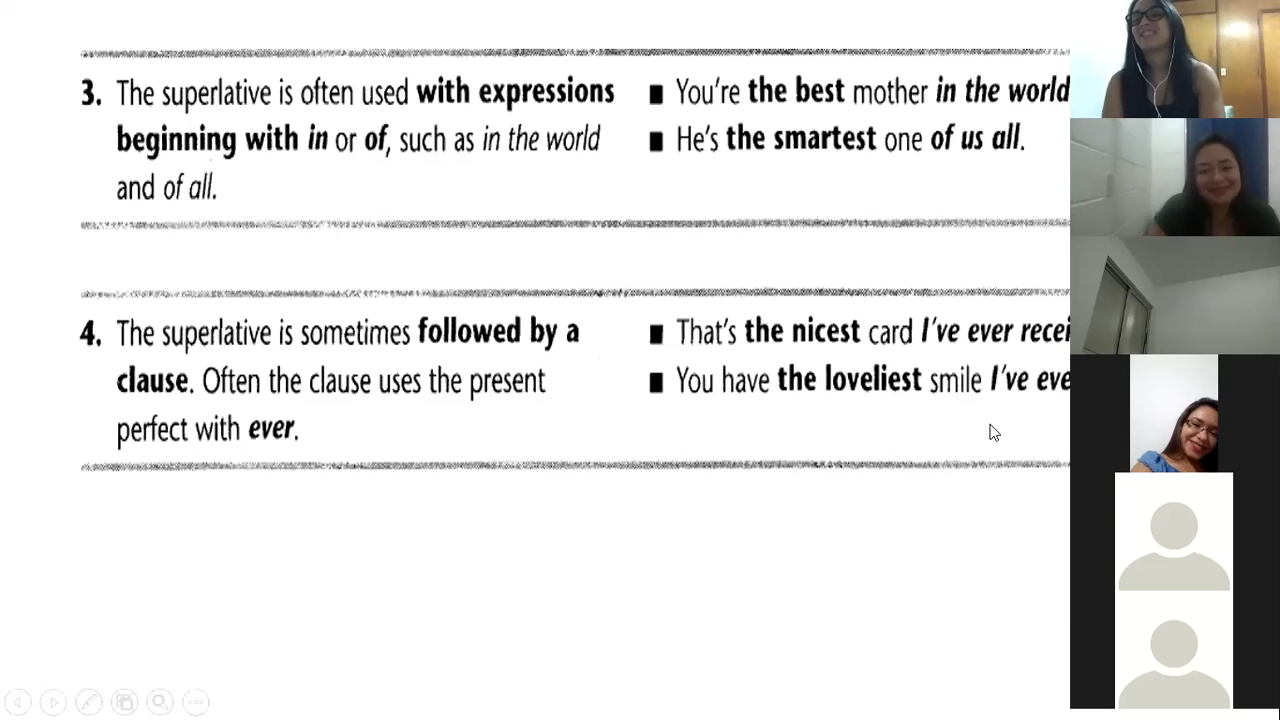 3. The superlative is often used with expressions
beginning with in or of, such as in the world
and of all.
■ You're the best mother in the world
■ He's the smartest one of us all.
4. The superlative is sometimes followed by a
clause. Often the clause uses the present
perfect with ever.
■ That's the nicest card I've ever
■ You have the loveliest smile I've